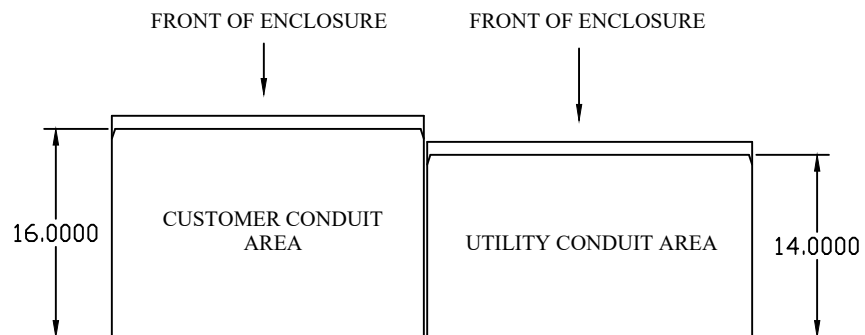 FRONT OF ENCLOSURE
FRONT OF ENCLOSURE
16.0000
CUSTOMER CONDUIT
AREA
UTILITY CONDUIT AREA
14.0000